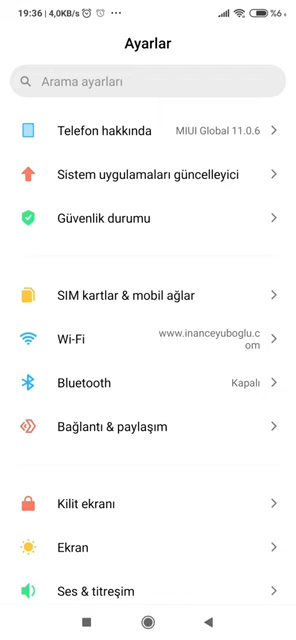 19:36 | 4,0KB/s ... %6
Ayarlar
Arama ayarları
Telefon hakkında MIUI Global 11.0.6
Sistem uygulamaları güncelleyici
Güvenlik durumu
SIM kartlar & mobil ağlar
Wi-Fi www.inanceyuboglu.c
om
Bluetooth Kapalı
Bağlantı & paylaşım
Kilit ekranı
Ekran
Ses & titreşim